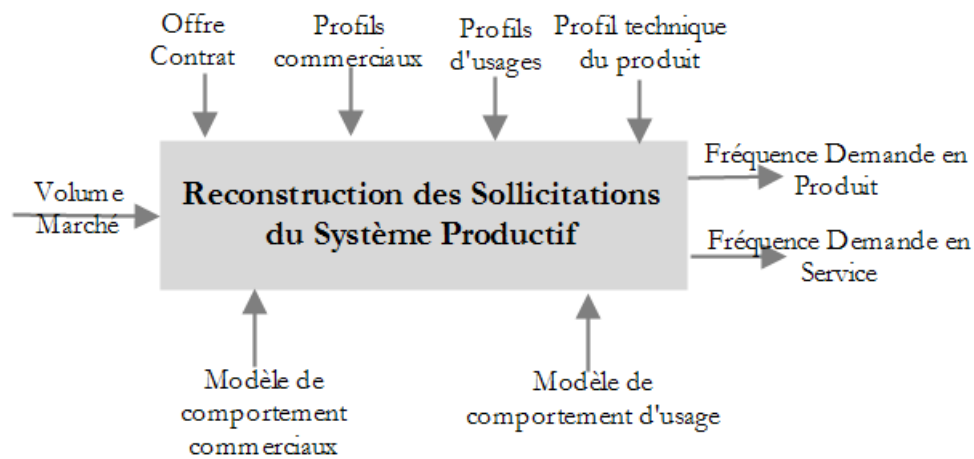 Offre
Contrat
Profils
commerciaux
Profils
d'usages
Profil technique
du produit
Volume
Marché
Reconstruction des Sollicitations
du Système Productif
Fréquence Demande en
Produit
Fréquence Demande en
Service
Modèle de
comportement
commerciaux
Modèle de
comportement d'usage